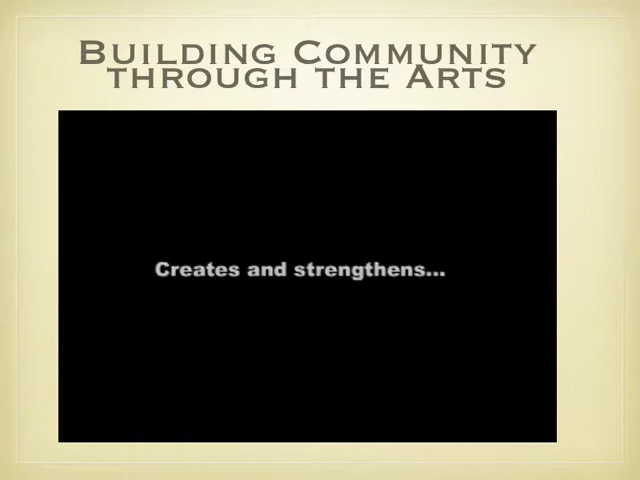 Building Community
through the Arts
Creates and strengthens...